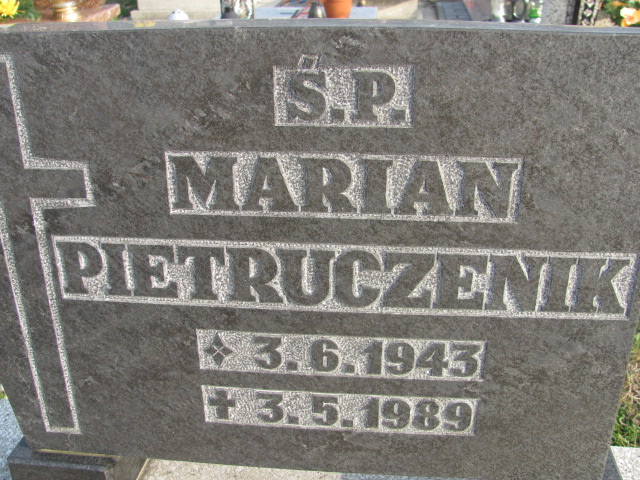 Ś.P.
MARIAN
PIETRUCZENIK
3.6.1943
✝ 3.5.1989